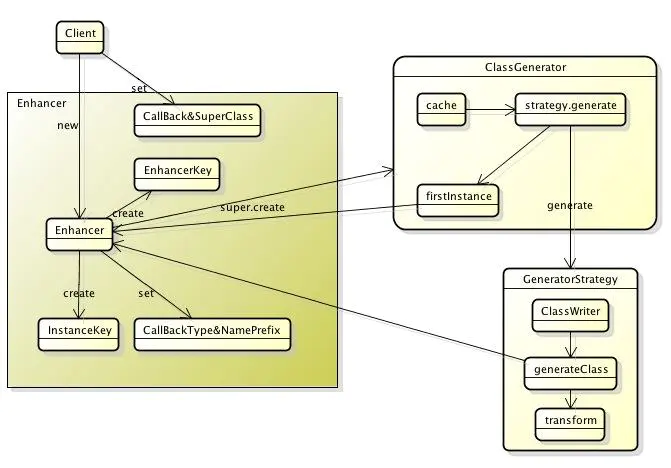 Client
ClassGenerator
set
Enhancer
cache
strategy.generate
CallBack&SuperClass
new
EnhancerKey
firstInstance
create
super.create
generate
Enhancer
GeneratorStrategy
create
set
ClassWriter
InstanceKey
CallBackType&NamePrefix
generateClass
transform